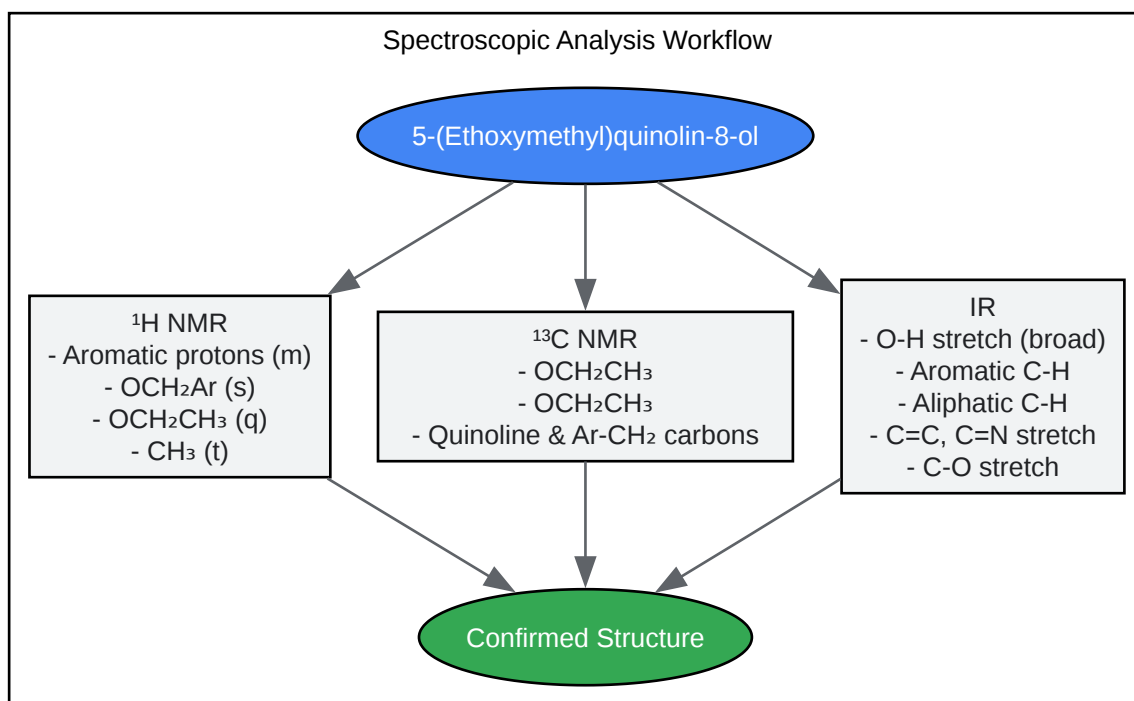 Spectroscopic Analysis Workflow
5-(Ethoxymethyl)quinolin-8-ol
¹H NMR
- Aromatic protons (m)
- OCH₂Ar (s)
- OCH₂CH₃ (q)
- CH₃ (t)
¹³C NMR
- OCH₂CH₃
- OCH₂CH₃
- Quinoline & Ar-CH₂ carbons
IR
- O-H stretch (broad)
- Aromatic C-H
- Aliphatic C-H
- C=C, C=N stretch
- C-O stretch
Confirmed Structure